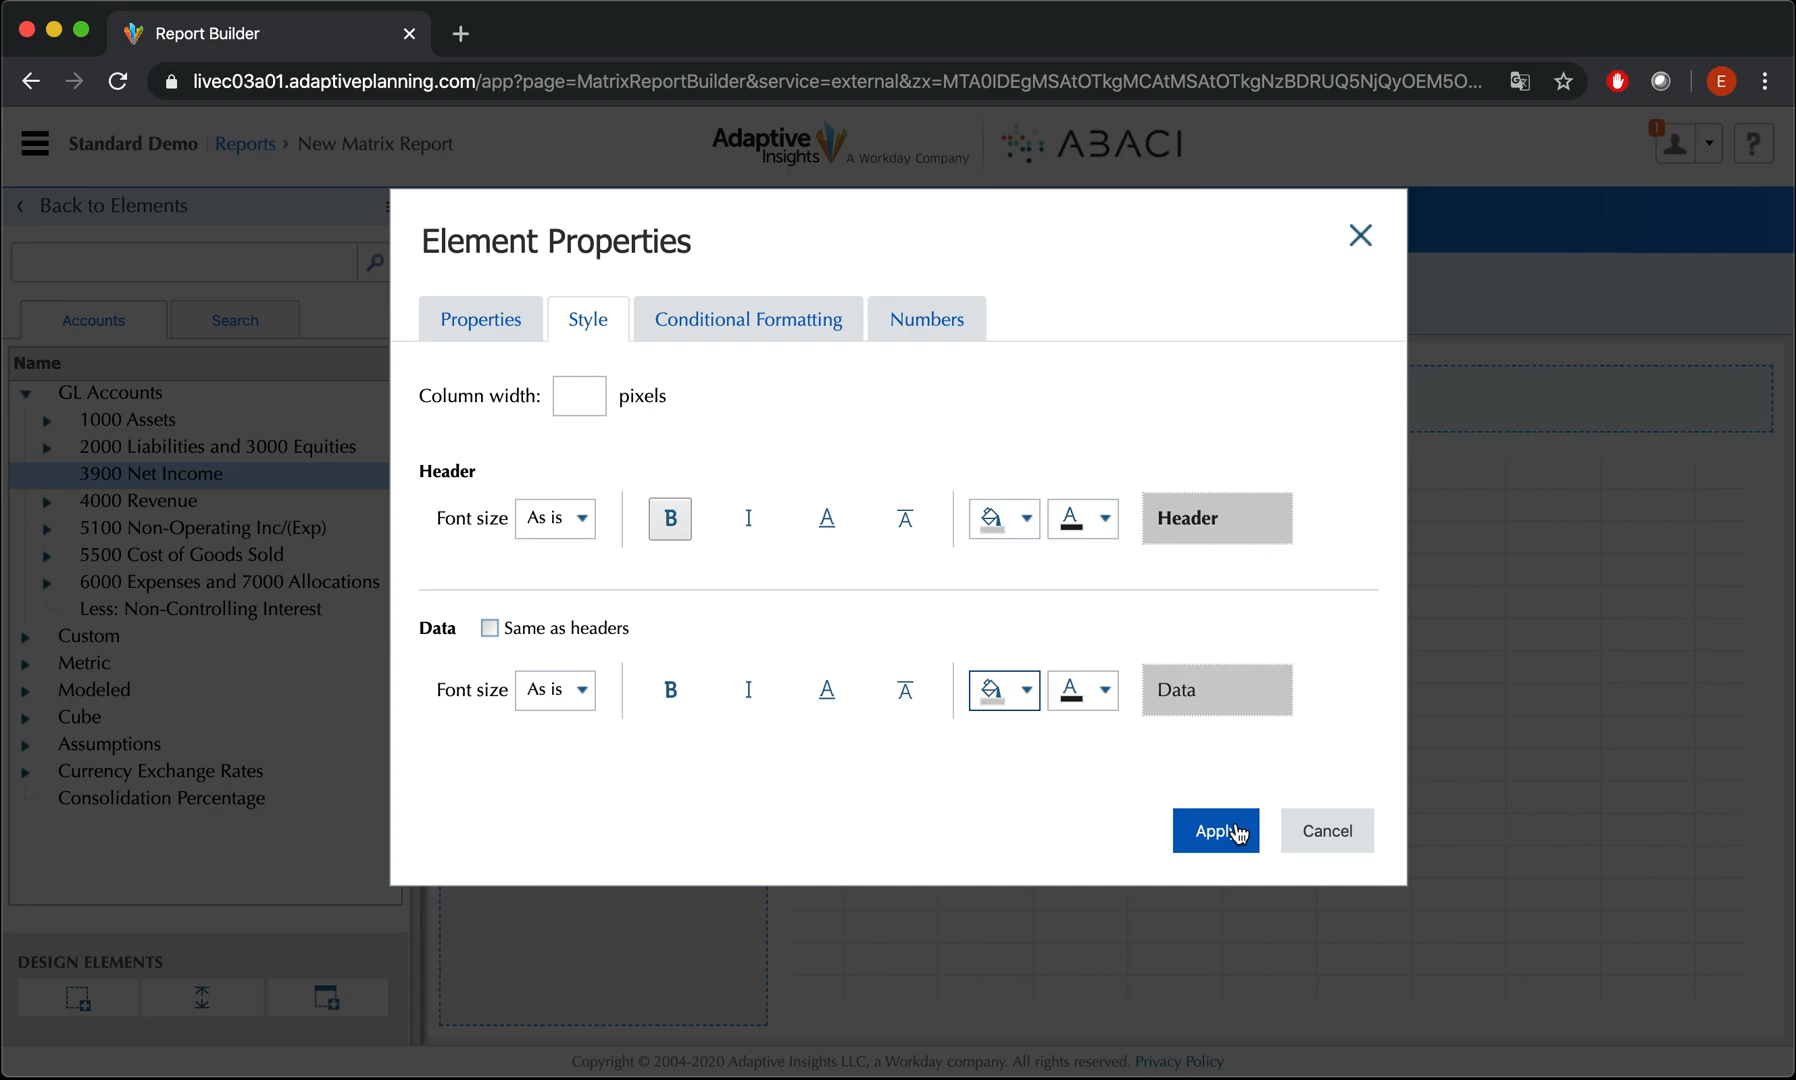 Report Builder
livec03a01.adaptiveplanning.com/app?page=MatrixReportBuilder&service=external&zx=MTA0IDEgMSAtOTkgMCAtMSAtOTkgNzBDRUQ5NjQyOEM5O...
E
Standard Demo Reports › New Matrix Report
Adaptive Insights A Workday Company
ABACI
1
?
Back to Elements
Accounts Search
Name
GL Accounts
1000 Assets
2000 Liabilities and 3000 Equities
3900 Net Income
4000 Revenue
5100 Non-Operating Inc/(Exp)
5500 Cost of Goods Sold
6000 Expenses and 7000 Allocations
Less: Non-Controlling Interest
Custom
Metric
Modeled
Cube
Assumptions
Currency Exchange Rates
Consolidation Percentage
DESIGN ELEMENTS
Element Properties
Properties Style Conditional Formatting Numbers
Column width: pixels
Header
Font size As is B I A A A Header
Data Same as headers
Font size As is B I A A A Data
Apply Cancel
Copyright © 2004-2020 Adaptive Insights LLC, a Workday company. All rights reserved. Privacy Policy